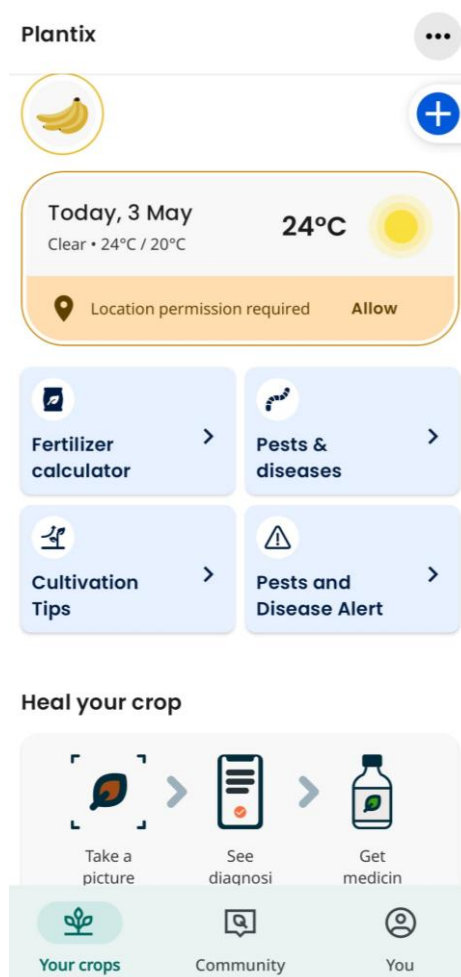 Plantix
Today, 3 May
24°C
Clear • 24°C / 20°C
Location permission required Allow
Fertilizer
calculator
Pests &
diseases
Cultivation
Tips
Pests and
Disease Alert
Heal your crop
Take a
picture
See
diagnosi
Get
medicin
Your crops
Community
You